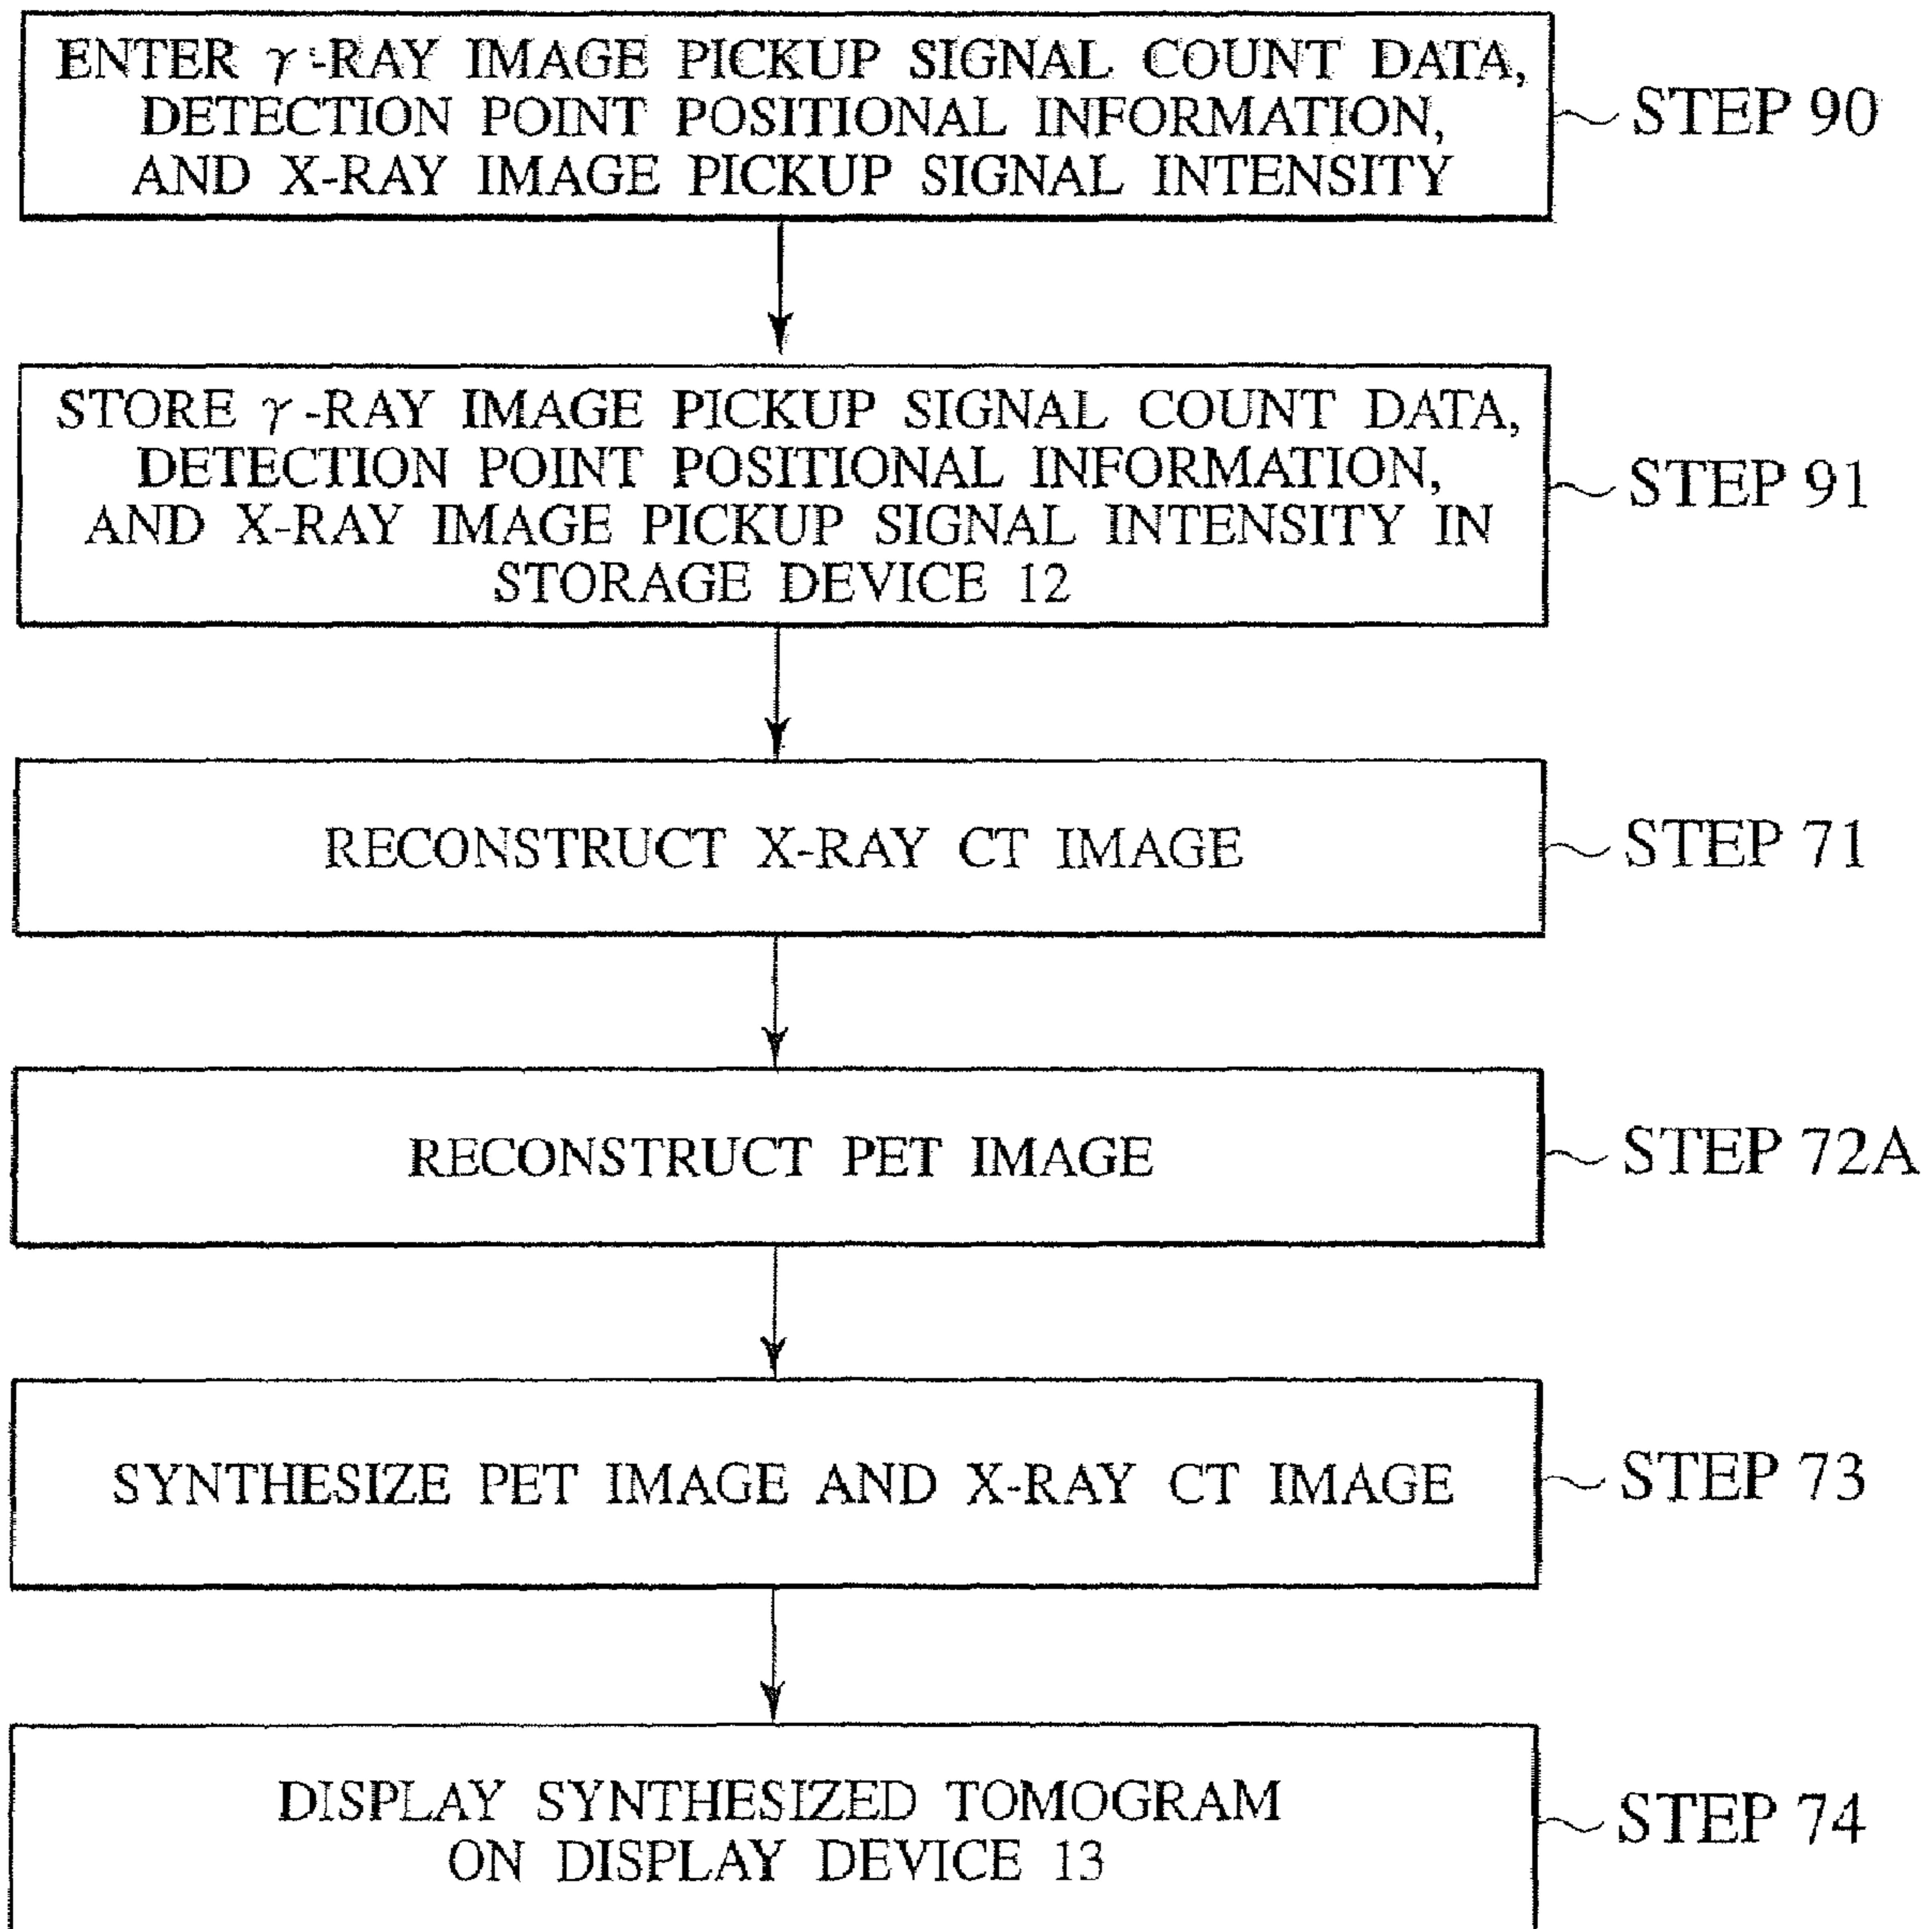 ENTER γ-RAY IMAGE PICKUP SIGNAL COUNT DATA,
DETECTION POINT POSITIONAL INFORMATION,
AND X-RAY IMAGE PICKUP SIGNAL INTENSITY
STEP 90
STORE γ-RAY IMAGE PICKUP SIGNAL COUNT DATA,
DETECTION POINT POSITIONAL INFORMATION,
AND X-RAY IMAGE PICKUP SIGNAL INTENSITY IN
STORAGE DEVICE 12
STEP 91
RECONSTRUCT X-RAY CT IMAGE
STEP 71
RECONSTRUCT PET IMAGE
STEP 72A
SYNTHESIZE PET IMAGE AND X-RAY CT IMAGE
STEP 73
DISPLAY SYNTHESIZED TOMOGRAM
ON DISPLAY DEVICE 13
STEP 74